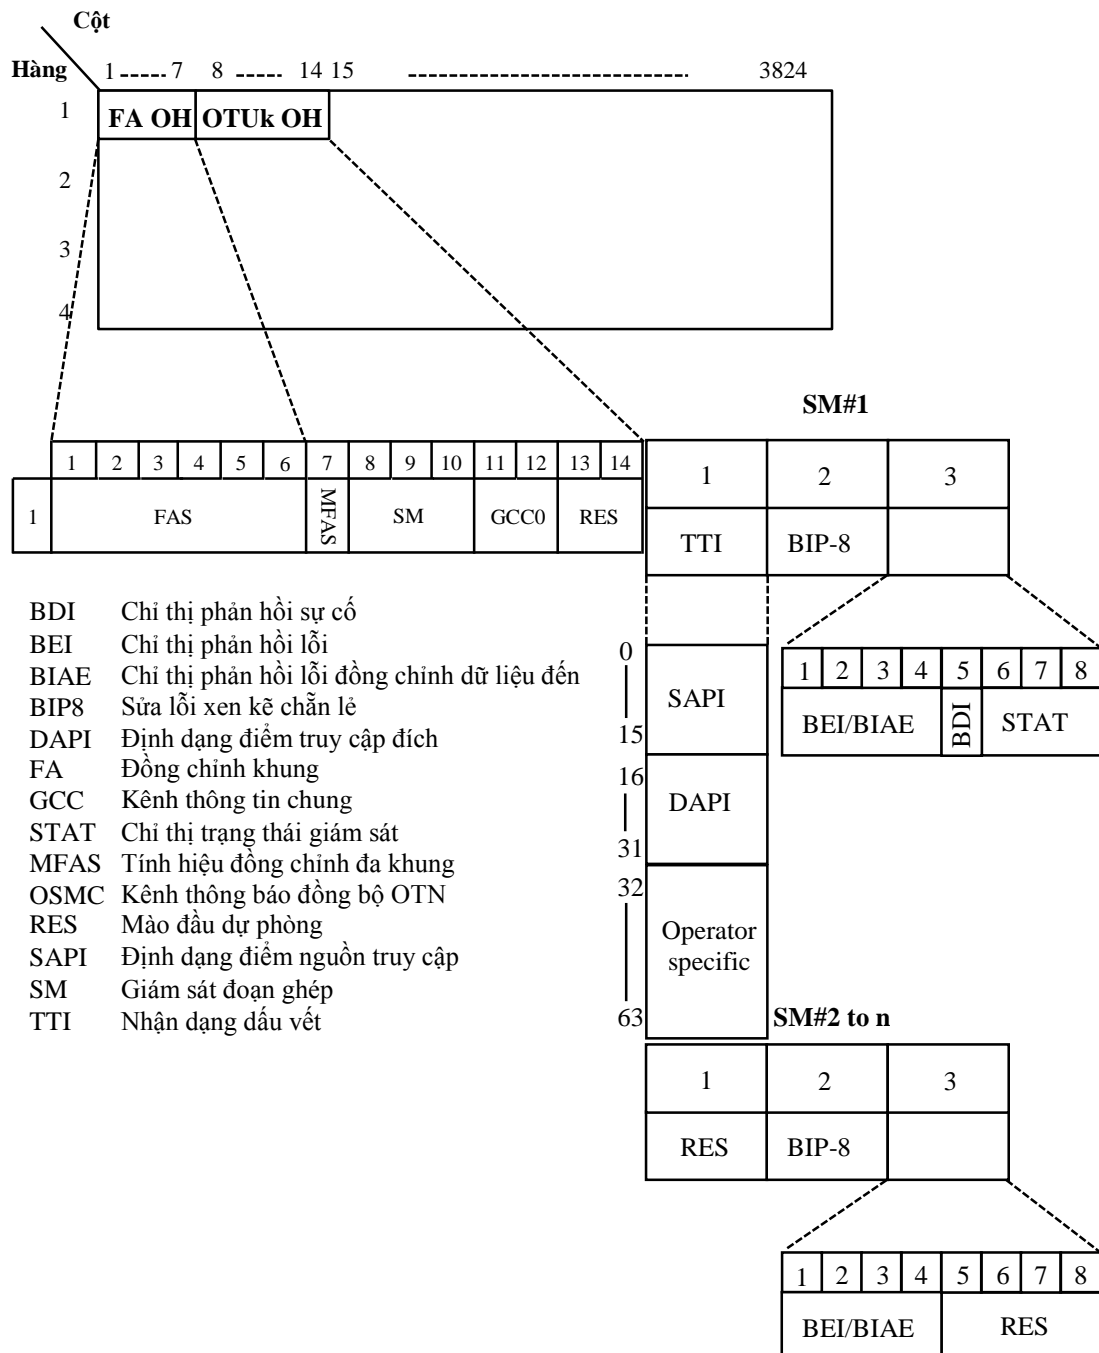 Cột
Hàng 1 7 8 14 15 3824
1 FA OH OTUk OH
2
3
4
SM#1
1 2 3 4 5 6 7 8 9 10 11 12 13 14
1 FAS MFAS SM GCC0 RES
1 2 3
TTI BIP-8
BDI Chỉ thị phản hồi sự cố
BEI Chỉ thị phản hồi lỗi
BIAE Chỉ thị phản hồi lỗi đồng chỉnh dữ liệu đến
BIP8 Sửa lỗi xen kẽ chẵn lẻ
DAPI Định dạng điểm truy cập đích
FA Đồng chỉnh khung
GCC Kênh thông tin chung
STAT Chỉ thị trạng thái giám sát
MFAS Tính hiệu đồng chỉnh đa khung
OSMC Kênh thông báo đồng bộ OTN
RES Mào đầu dự phòng
SAPI Định dạng điểm nguồn truy cập
SM Giám sát đoạn ghép
TTI Nhận dạng dấu vết
0
SAPI
15
16
DAPI
31
32
Operator
specific
63
1 2 3 4 5 6 7 8
BEI/BIAE BDI STAT
SM#2 to n
1 2 3
RES BIP-8
1 2 3 4 5 6 7 8
BEI/BIAE RES